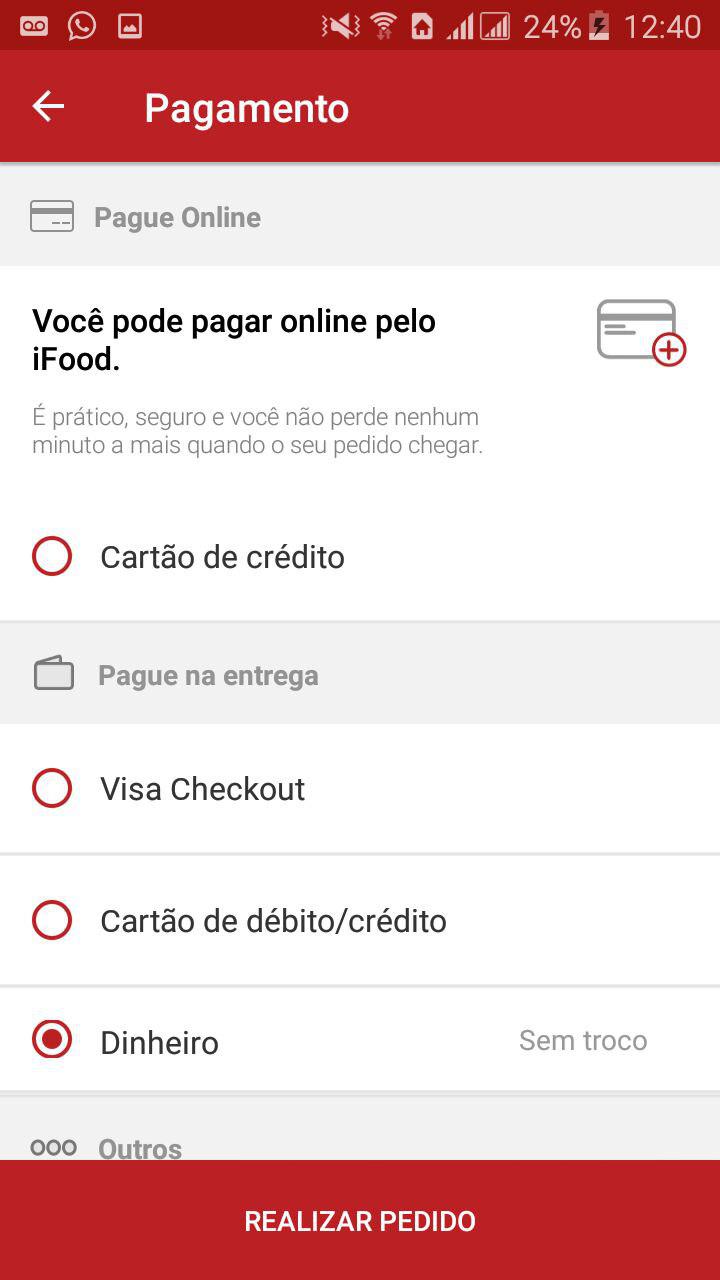 24% 12:40
Pagamento
Pague Online
Você pode pagar online pelo
iFood.
É prático, seguro e você não perde nenhum
minuto a mais quando o seu pedido chegar.
Cartão de crédito
Pague na entrega
Visa Checkout
Cartão de débito/crédito
Dinheiro Sem troco
Outros
REALIZAR PEDIDO